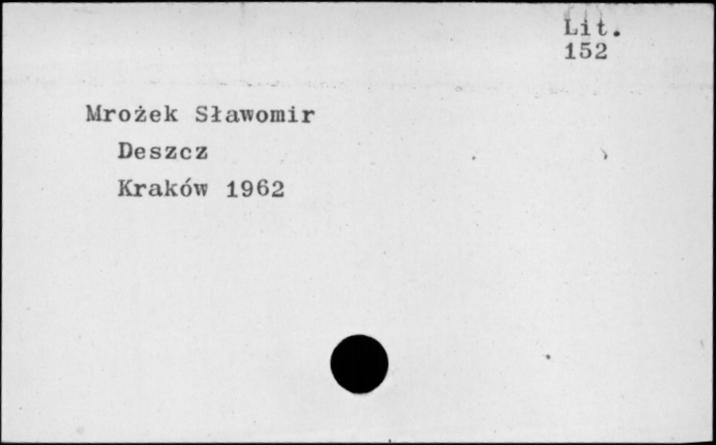 Lit.
152
Mrożek Sławomir
Deszcz
Kraków 1962